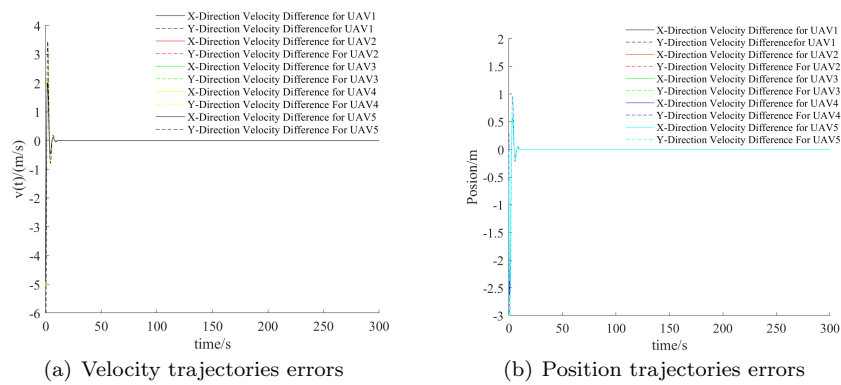 X-Direction Velocity Difference for UAV1
Y-Direction Velocity Differencefor UAV1
X-Direction Velocity Difference for UAV2
Y-Direction Velocity Difference For UAV2
X-Direction Velocity Difference for UAV3
Y-Direction Velocity Difference For UAV3
X-Direction Velocity Difference for UAV4
Y-Direction Velocity Difference For UAV4
X-Direction Velocity Difference for UAV5
Y-Direction Velocity Difference For UAV5
4
3
2
1
0
-1
-2
-3
-4
-5
-6
v(t)/(m/s)
0 50 100 150 200 250 300
time/s
(a) Velocity trajectories errors
X-Direction Velocity Difference for UAV1
Y-Direction Velocity Differencefor UAV1
X-Direction Velocity Difference for UAV2
Y-Direction Velocity Difference For UAV2
X-Direction Velocity Difference for UAV3
Y-Direction Velocity Difference For UAV3
X-Direction Velocity Difference for UAV4
Y-Direction Velocity Difference For UAV4
X-Direction Velocity Difference for UAV5
Y-Direction Velocity Difference For UAV5
2
1.5
1
0.5
0
-0.5
-1
-1.5
-2
-2.5
-3
Posion/m
0 50 100 150 200 250 300
time/s
(b) Position trajectories errors